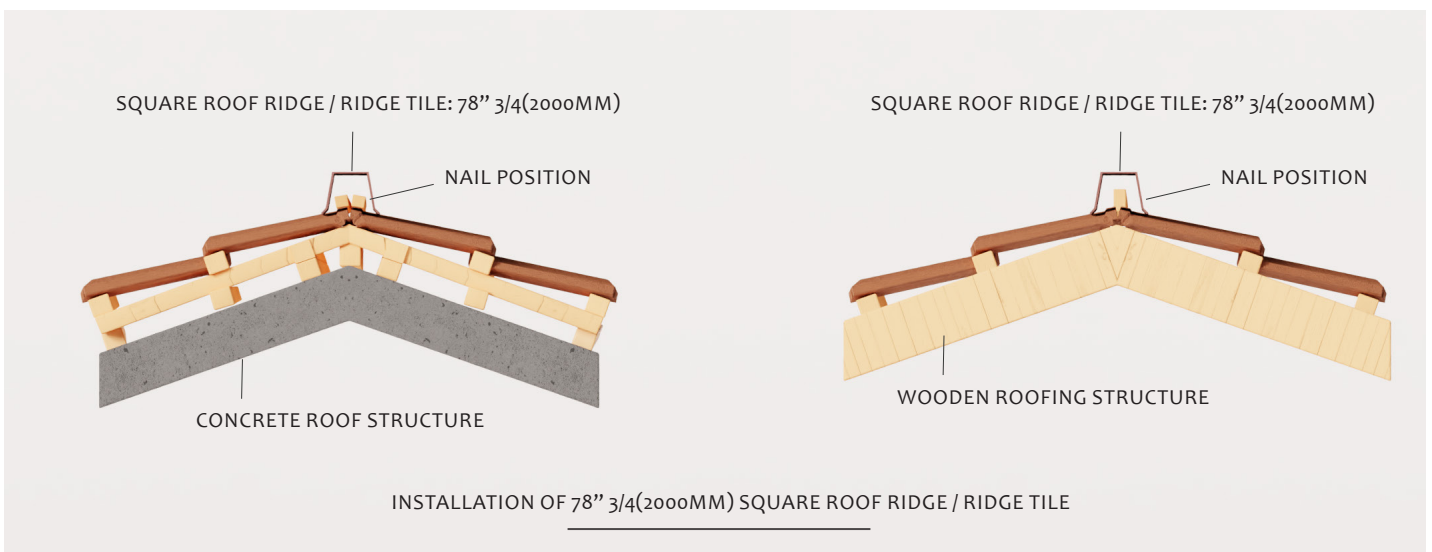 SQUARE ROOF RIDGE / RIDGE TILE: 78” 3/4(2000MM)
NAIL POSITION
CONCRETE ROOF STRUCTURE
SQUARE ROOF RIDGE / RIDGE TILE: 78” 3/4(2000MM)
NAIL POSITION
WOODEN ROOFING STRUCTURE
INSTALLATION OF 78” 3/4(2000MM) SQUARE ROOF RIDGE / RIDGE TILE